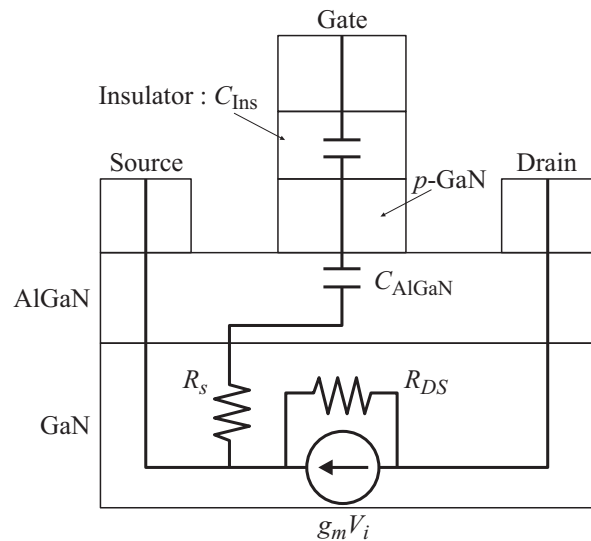 Gate
Insulator : C_Ins
Source
Drain
p-GaN
AlGaN
C_AlGaN
R_s
R_DS
GaN
g_mV_i